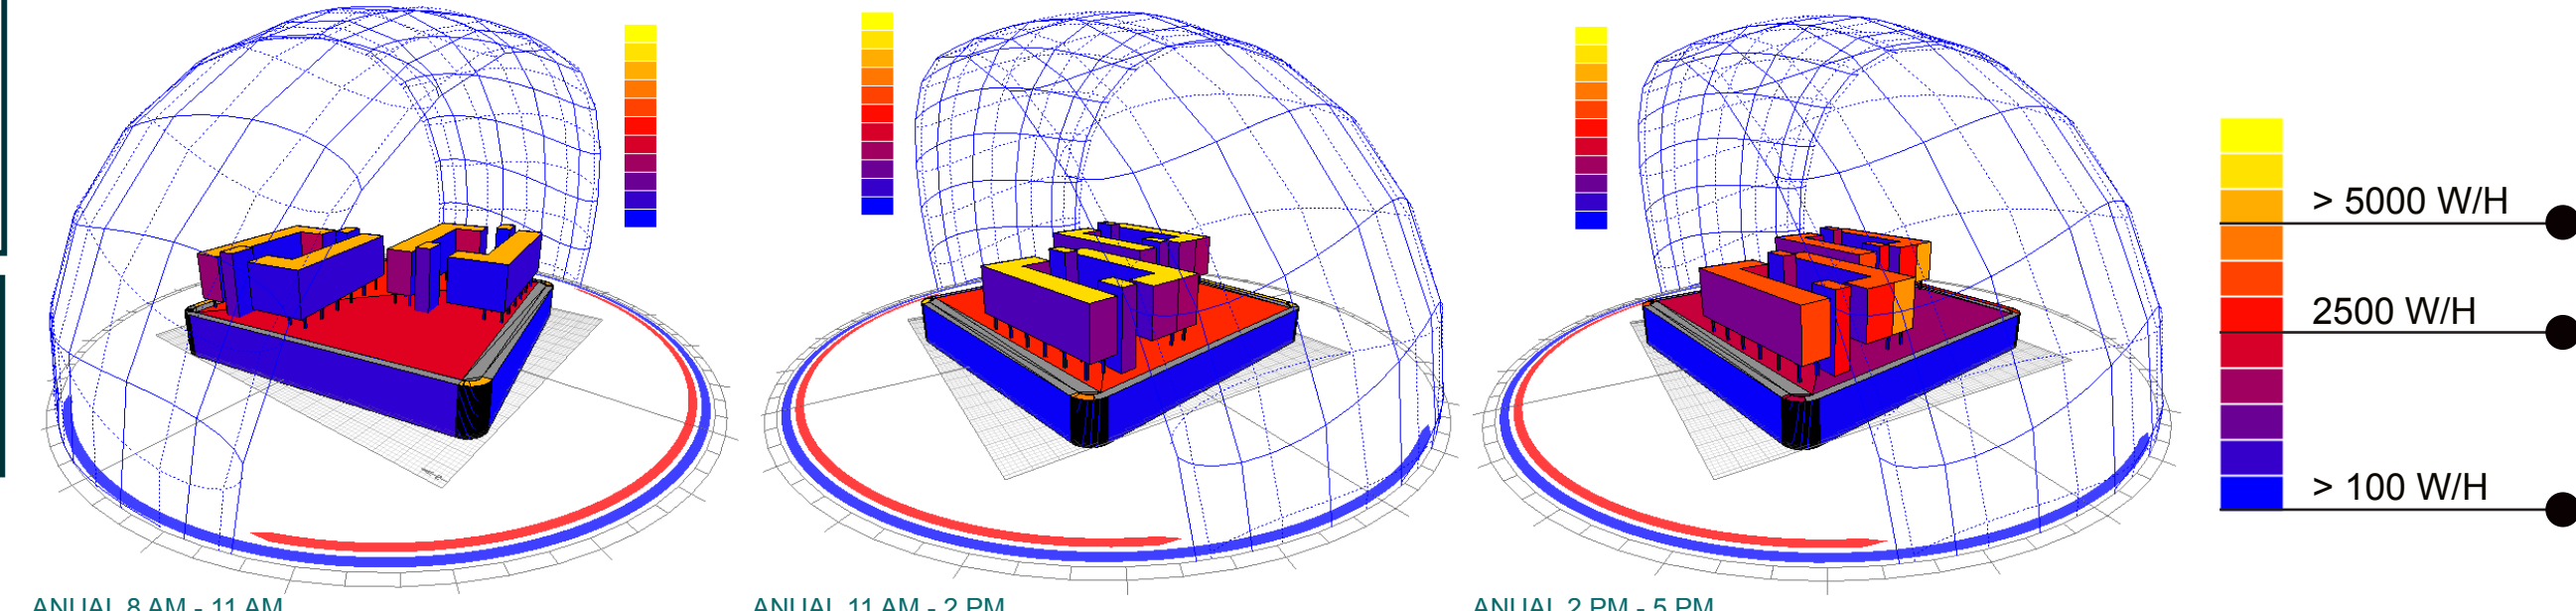 > 5000 W/H
2500 W/H
> 100 W/H
ANUAL 8 AM - 11 AM
ANUAL 11 AM - 2 PM
ANUAL 2 PM - 5 PM